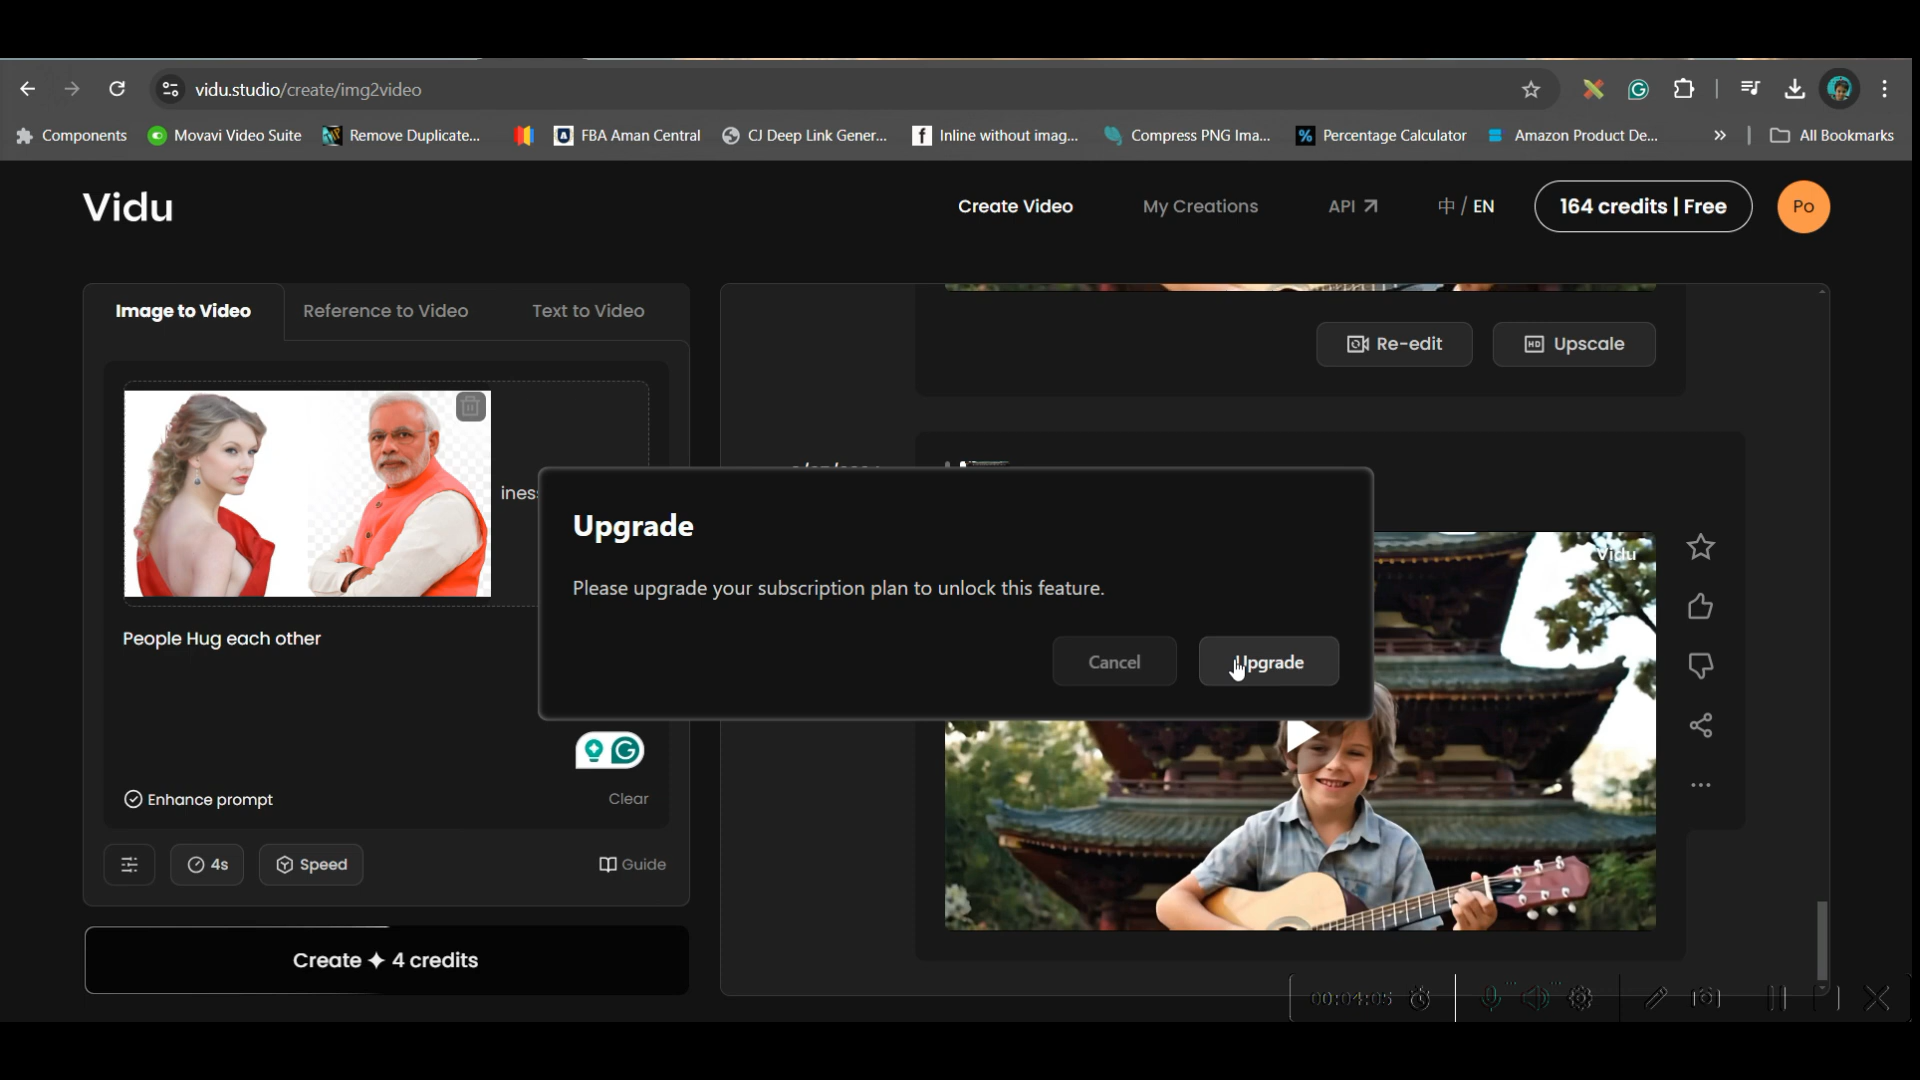 vidu.studio/create/img2video
Components
Movavi Video Suite
Remove Duplicate...
FBA Aman Central
CJ Deep Link Gener...
Inline without imag...
Compress PNG Ima...
Percentage Calculator
Amazon Product De...
»
All Bookmarks
Vidu
Create Video
My Creations
API
中 / EN
164 credits | Free
Po
Image to Video
Reference to Video
Text to Video
Re-edit
HD Upscale
ines
Upgrade
Please upgrade your subscription plan to unlock this feature.
Cancel
Upgrade
Vidu
People Hug each other
Enhance prompt
Clear
4s
Speed
Guide
Create ✦ 4 credits
00:04:05